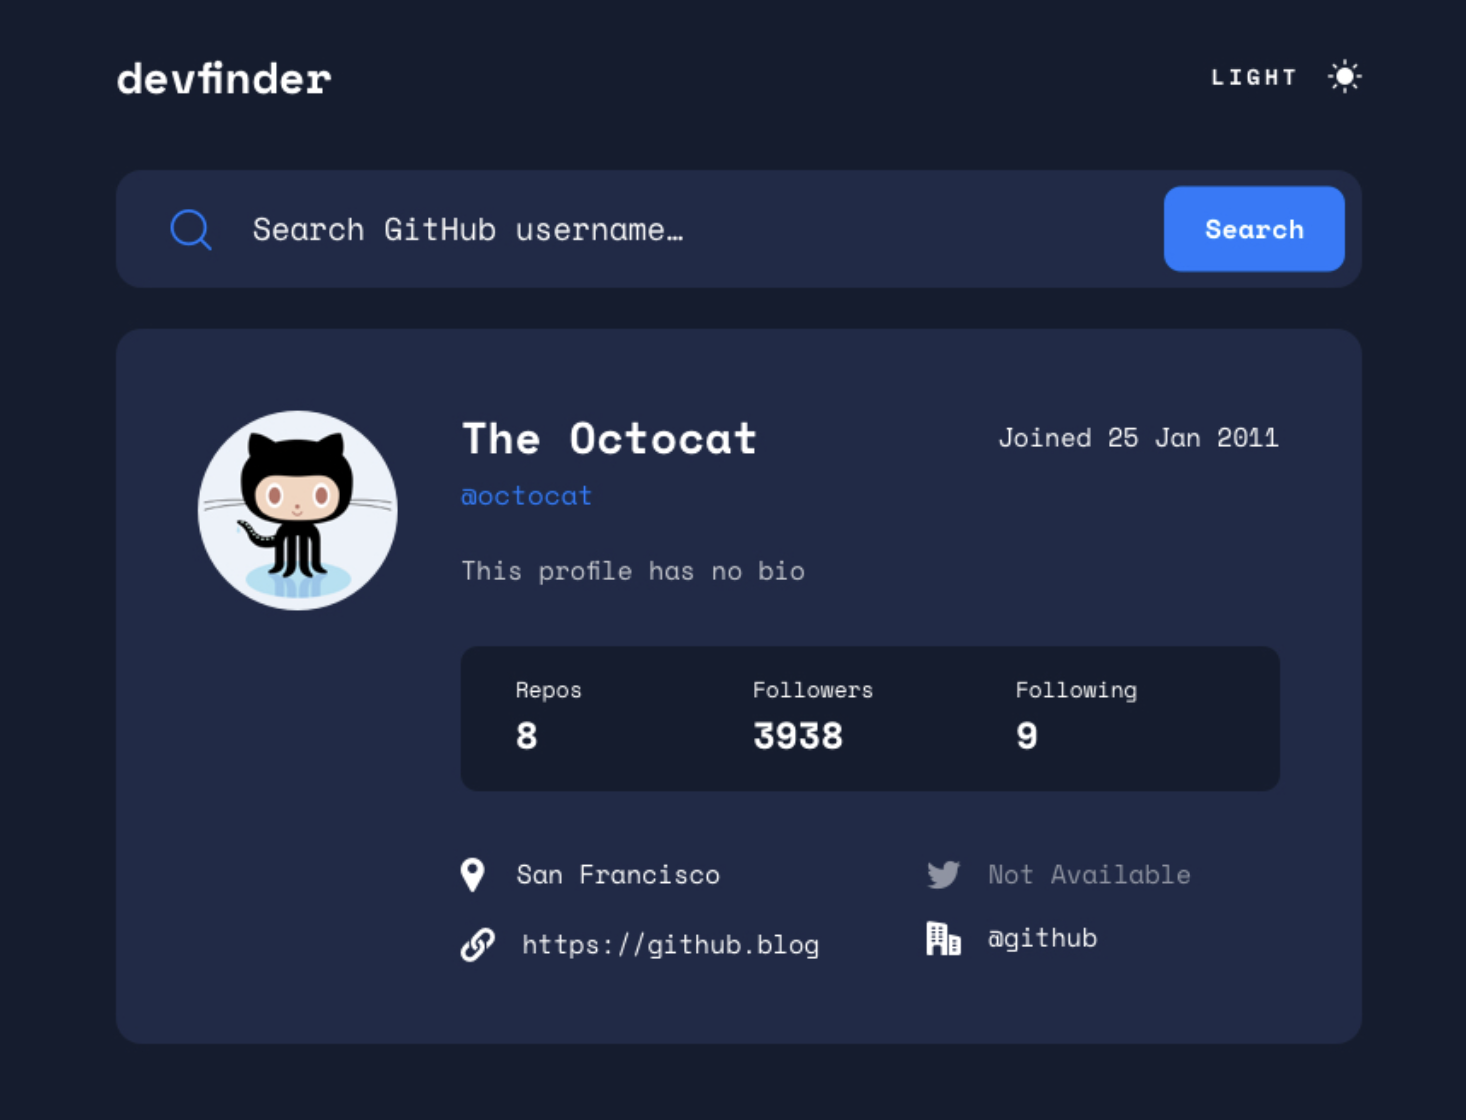 devfinder
LIGHT
Search GitHub username…
Search
The Octocat
Joined 25 Jan 2011
@octocat
This profile has no bio
Repos
Followers
Following
8
3938
9
San Francisco
Not Available
https://github.blog
@github